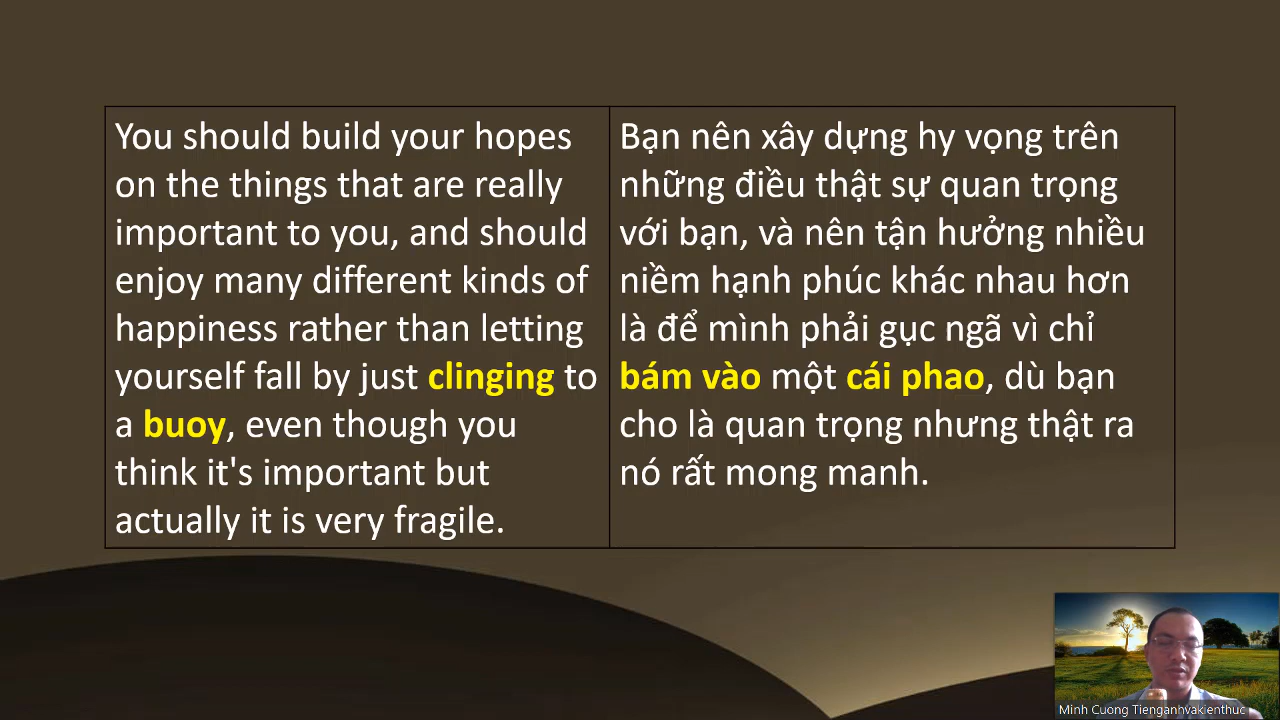 You should build your hopes
on the things that are really
important to you, and should
enjoy many different kinds of
happiness rather than letting
yourself fall by just clinging to
a buoy, even though you
think it's important but
actually it is very fragile.
Bạn nên xây dựng hy vọng trên
những điều thật sự quan trọng
với bạn, và nên tận hưởng nhiều
niềm hạnh phúc khác nhau hơn
là để mình phải gục ngã vì chỉ
bám vào một cái phao, dù bạn
cho là quan trọng nhưng thật ra
nó rất mong manh.
Minh Cuong Tienganhvakienthuc